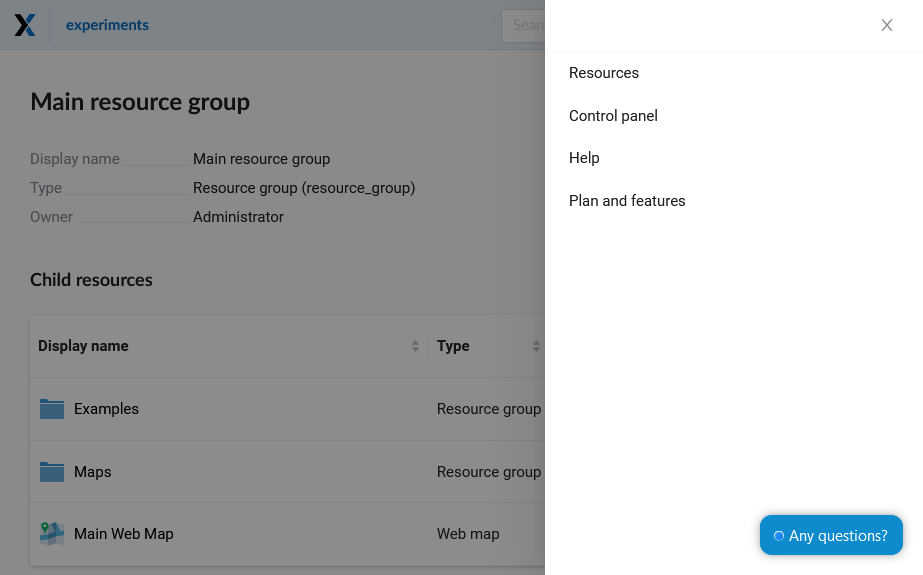 experiments
Searc
Main resource group
Display name Main resource group
Type Resource group (resource_group)
Owner Administrator
Child resources
Display name Type
Examples Resource group
Maps Resource group
Main Web Map Web map
Resources
Control panel
Help
Plan and features
Any questions?